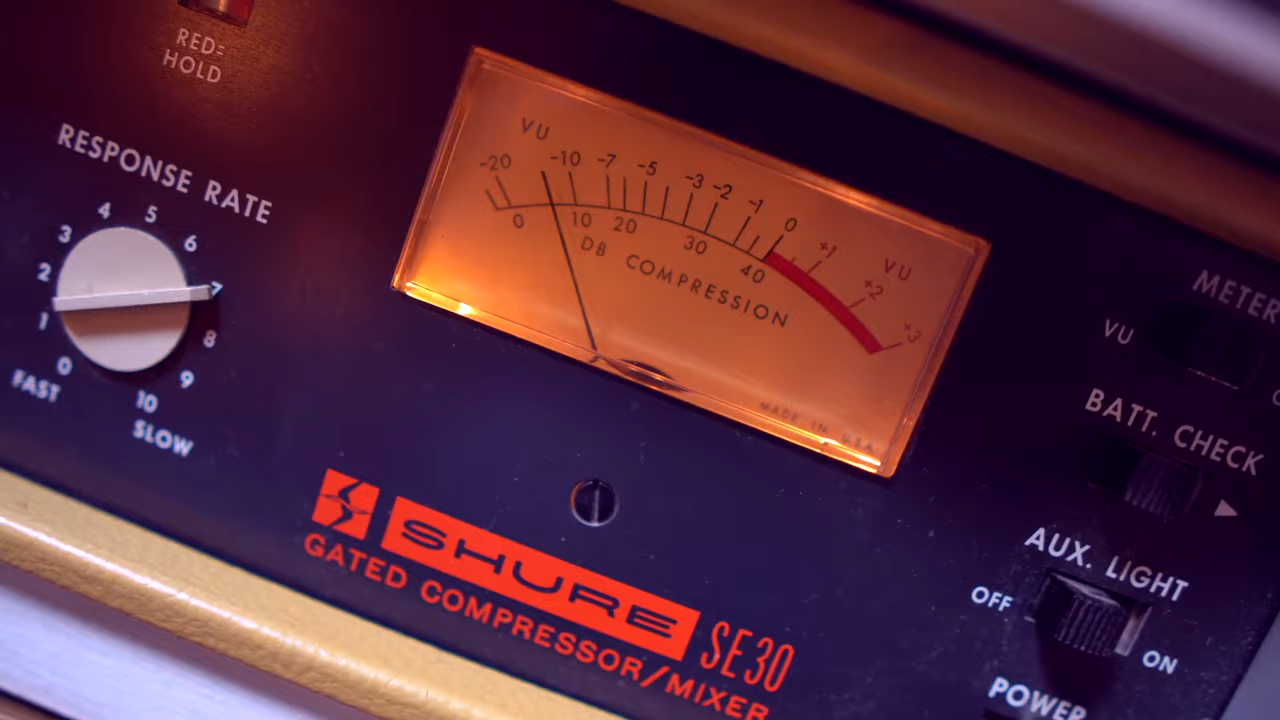 RED=
HOLD
RESPONSE RATE
0 1 2 3 4 5 6 7 8 9 10
FAST
SLOW
VU
-20 -10 -7 -5 -3 -2 -1 0 +1 +2 +3
VU
0 10 20 30 40
DB COMPRESSION
MADE IN U.S.A.
SHURE
GATED COMPRESSOR/MIXER
SE30
METER
VU
BATT. CHECK
AUX. LIGHT
OFF
ON
POWER